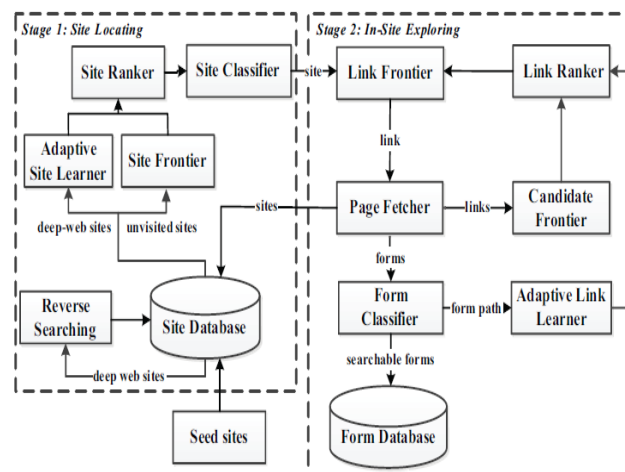 Stage 1: Site Locating
Stage 2: In-Site Exploring
Site Ranker
Site Classifier
site
Link Frontier
Link Ranker
link
Adaptive
Site Learner
Site Frontier
deep-web sites
unvisited sites
sites
Page Fetcher
links
Candidate
Frontier
forms
Reverse
Searching
Site Database
Form
Classifier
form path
Adaptive Link
Learner
searchable forms
deep web sites
Seed sites
Form Database